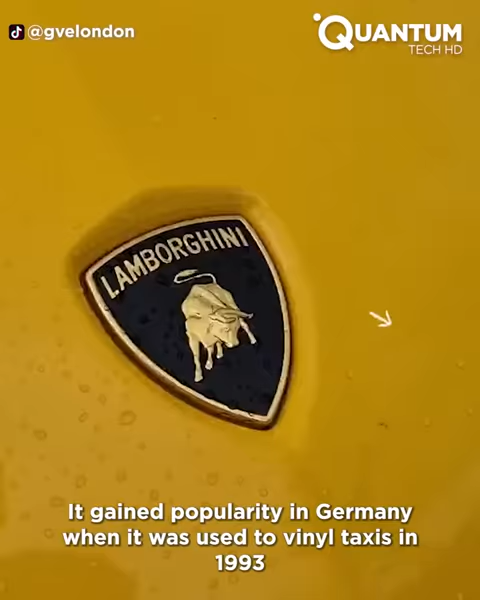 @gvelondon
QUANTUM
TECH HD
LAMBORGHINI
It gained popularity in Germany
when it was used to vinyl taxis in
1993